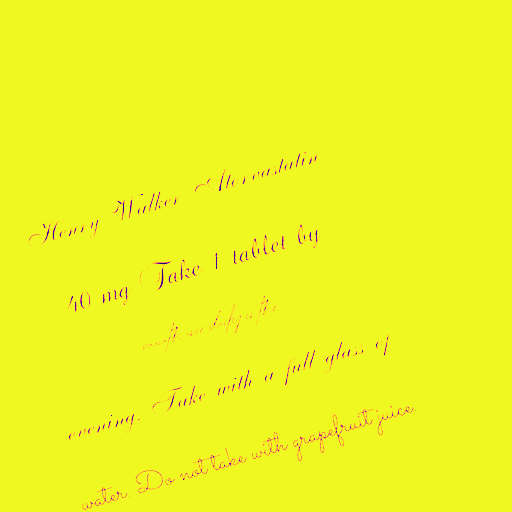 Henry Walker Atorvastatin
40 mg Take 1 tablet by
mouth
evening. Take with a full glass of
water. Do not take with grapefruit juice.